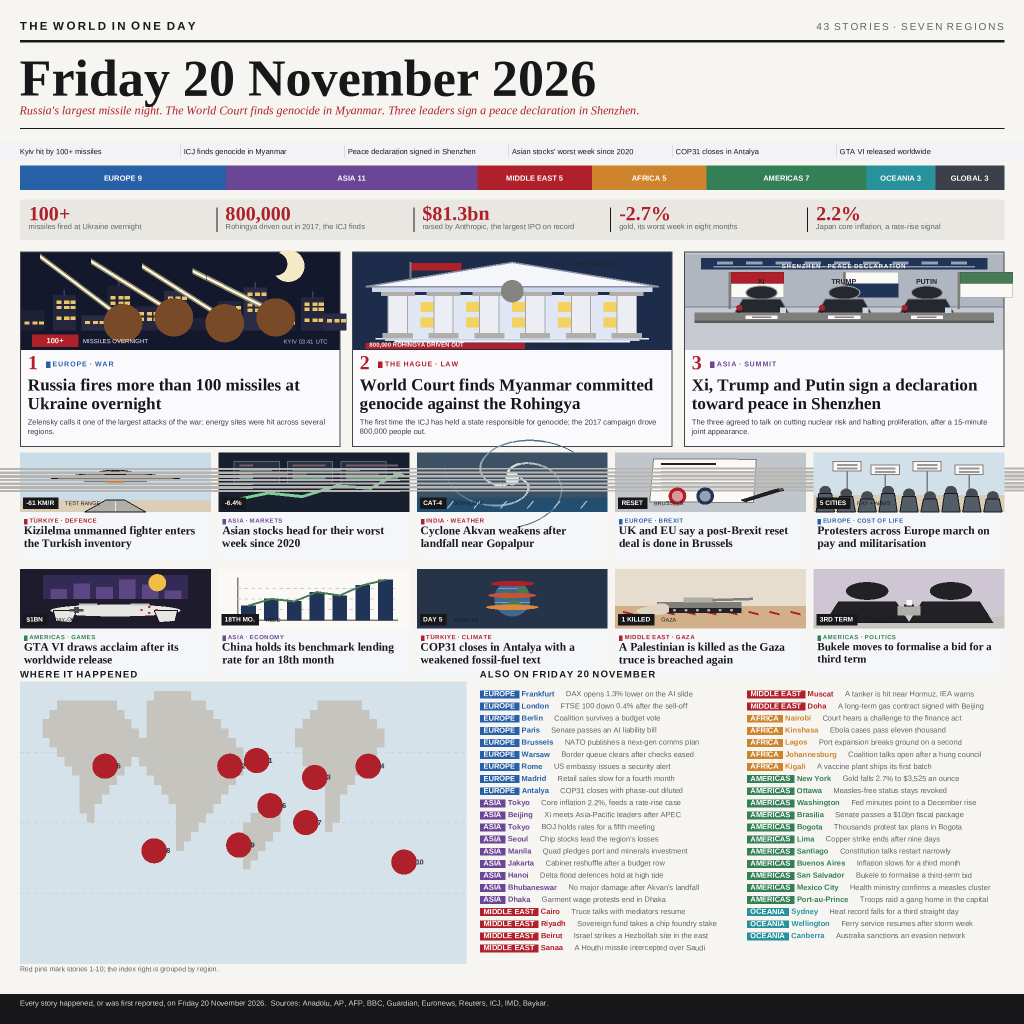 THE WORLD IN ONE DAY
43 STORIES · SEVEN REGIONS
Friday 20 November 2026
Russia's largest missile night. The World Court finds genocide in Myanmar. Three leaders sign a peace declaration in Shenzhen.
Kyiv hit by 100+ missiles
ICJ finds genocide in Myanmar
Peace declaration signed in Shenzhen
Asian stocks' worst week since 2020
COP31 closes in Antalya
GTA VI released worldwide
EUROPE 9
ASIA 11
MIDDLE EAST 5
AFRICA 5
AMERICAS 7
OCEANIA 3
GLOBAL 3
100+
missiles fired at Ukraine overnight
800,000
Rohingya driven out in 2017, the ICJ finds
$81.3bn
raised by Anthropic, the largest IPO on record
-2.7%
gold, its worst week in eight months
2.2%
Japan core inflation, a rate-rise signal
100+
MISSILES OVERNIGHT
KYIV 03:41 UTC
1 EUROPE · WAR
Russia fires more than 100 missiles at
Ukraine overnight
Zelensky calls it one of the largest attacks of the war; energy sites were hit across several
regions.
800,000 ROHINGYA DRIVEN OUT
2 THE HAGUE · LAW
World Court finds Myanmar committed
genocide against the Rohingya
The first time the ICJ has held a state responsible for genocide; the 2017 campaign drove
800,000 people out.
SHENZHEN · PEACE DECLARATION
XI
TRUMP
PUTIN
3 ASIA · SUMMIT
Xi, Trump and Putin sign a declaration
toward peace in Shenzhen
The three agreed to talk on cutting nuclear risk and halting proliferation, after a 15-minute
joint appearance.
-61 KM/R
TEST RANGE
TÜRKIYE · DEFENCE
Kizilelma unmanned fighter enters
the Turkish inventory
-6.4%
ASIA · MARKETS
Asian stocks head for their worst
week since 2020
CAT-4
INDIA · WEATHER
Cyclone Akvan weakens after
landfall near Gopalpur
RESET
EUROPE · BREXIT
UK and EU say a post-Brexit reset
deal is done in Brussels
5 CITIES
EUROPE · COST OF LIFE
Protesters across Europe march on
pay and militarisation
$1BN
AMERICAS · GAMES
GTA VI draws acclaim after its
worldwide release
18TH MO.
ASIA · ECONOMY
China holds its benchmark lending
rate for an 18th month
DAY 5
TÜRKIYE · CLIMATE
COP31 closes in Antalya with a
weakened fossil-fuel text
1 KILLED
GAZA
MIDDLE EAST · GAZA
A Palestinian is killed as the Gaza
truce is breached again
3RD TERM
AMERICAS · POLITICS
Bukele moves to formalise a bid for a
third term
WHERE IT HAPPENED
5
2
1
3
4
6
7
8
9
10
Red pins mark stories 1-10; the index right is grouped by region.
ALSO ON FRIDAY 20 NOVEMBER
EUROPE Frankfurt DAX opens 1.3% lower on the AI slide
EUROPE London FTSE 100 down 0.4% after the sell-off
EUROPE Berlin Coalition survives a budget vote
EUROPE Paris Senate passes an AI liability bill
EUROPE Brussels NATO publishes a next-gen comms plan
EUROPE Warsaw Border queue clears after checks eased
EUROPE Rome US embassy issues a security alert
EUROPE Madrid Retail sales slow for a fourth month
EUROPE Antalya COP31 closes with phase-out diluted
ASIA Tokyo Core inflation 2.2%, feeds a rate-rise case
ASIA Beijing Xi meets Asia-Pacific leaders after APEC
ASIA Tokyo BOJ holds rates for a fifth meeting
ASIA Seoul Chip stocks lead the region's losses
ASIA Manila Quad pledges port and minerals investment
ASIA Jakarta Cabinet reshuffle after a budget row
ASIA Hanoi Delta flood defences hold at high tide
ASIA Bhubaneswar No major damage after Akvan's landfall
ASIA Dhaka Garment wage protests end in Dhaka
MIDDLE EAST Cairo Truce talks with mediators resume
MIDDLE EAST Riyadh Sovereign fund takes a chip foundry stake
MIDDLE EAST Beirut Israel strikes a Hezbollah site in the east
MIDDLE EAST Sanaa A Houthi missile intercepted over Saudi
MIDDLE EAST Muscat A tanker is hit near Hormuz, IEA warns
MIDDLE EAST Doha A long-term gas contract signed with Beijing
AFRICA Nairobi Court hears a challenge to the finance act
AFRICA Kinshasa Ebola cases pass eleven thousand
AFRICA Lagos Port expansion breaks ground on a second
AFRICA Johannesburg Coalition talks open after a hung council
AFRICA Kigali A vaccine plant ships its first batch
AMERICAS New York Gold falls 2.7% to $3,525 an ounce
AMERICAS Ottawa Measles-free status stays revoked
AMERICAS Washington Fed minutes point to a December rise
AMERICAS Brasilia Senate passes a $10bn fiscal package
AMERICAS Bogota Thousands protest tax plans in Bogota
AMERICAS Lima Copper strike ends after nine days
AMERICAS Santiago Constitution talks restart narrowly
AMERICAS Buenos Aires Inflation slows for a third month
AMERICAS San Salvador Bukele to formalise a third-term bid
AMERICAS Mexico City Health ministry confirms a measles cluster
AMERICAS Port-au-Prince Troops raid a gang home in the capital
OCEANIA Sydney Heat record falls for a third straight day
OCEANIA Wellington Ferry service resumes after storm week
OCEANIA Canberra Australia sanctions an evasion network
Every story happened, or was first reported, on Friday 20 November 2026. Sources: Anadolu, AP, AFP, BBC, Guardian, Euronews, Reuters, ICJ, IMD, Baykar.